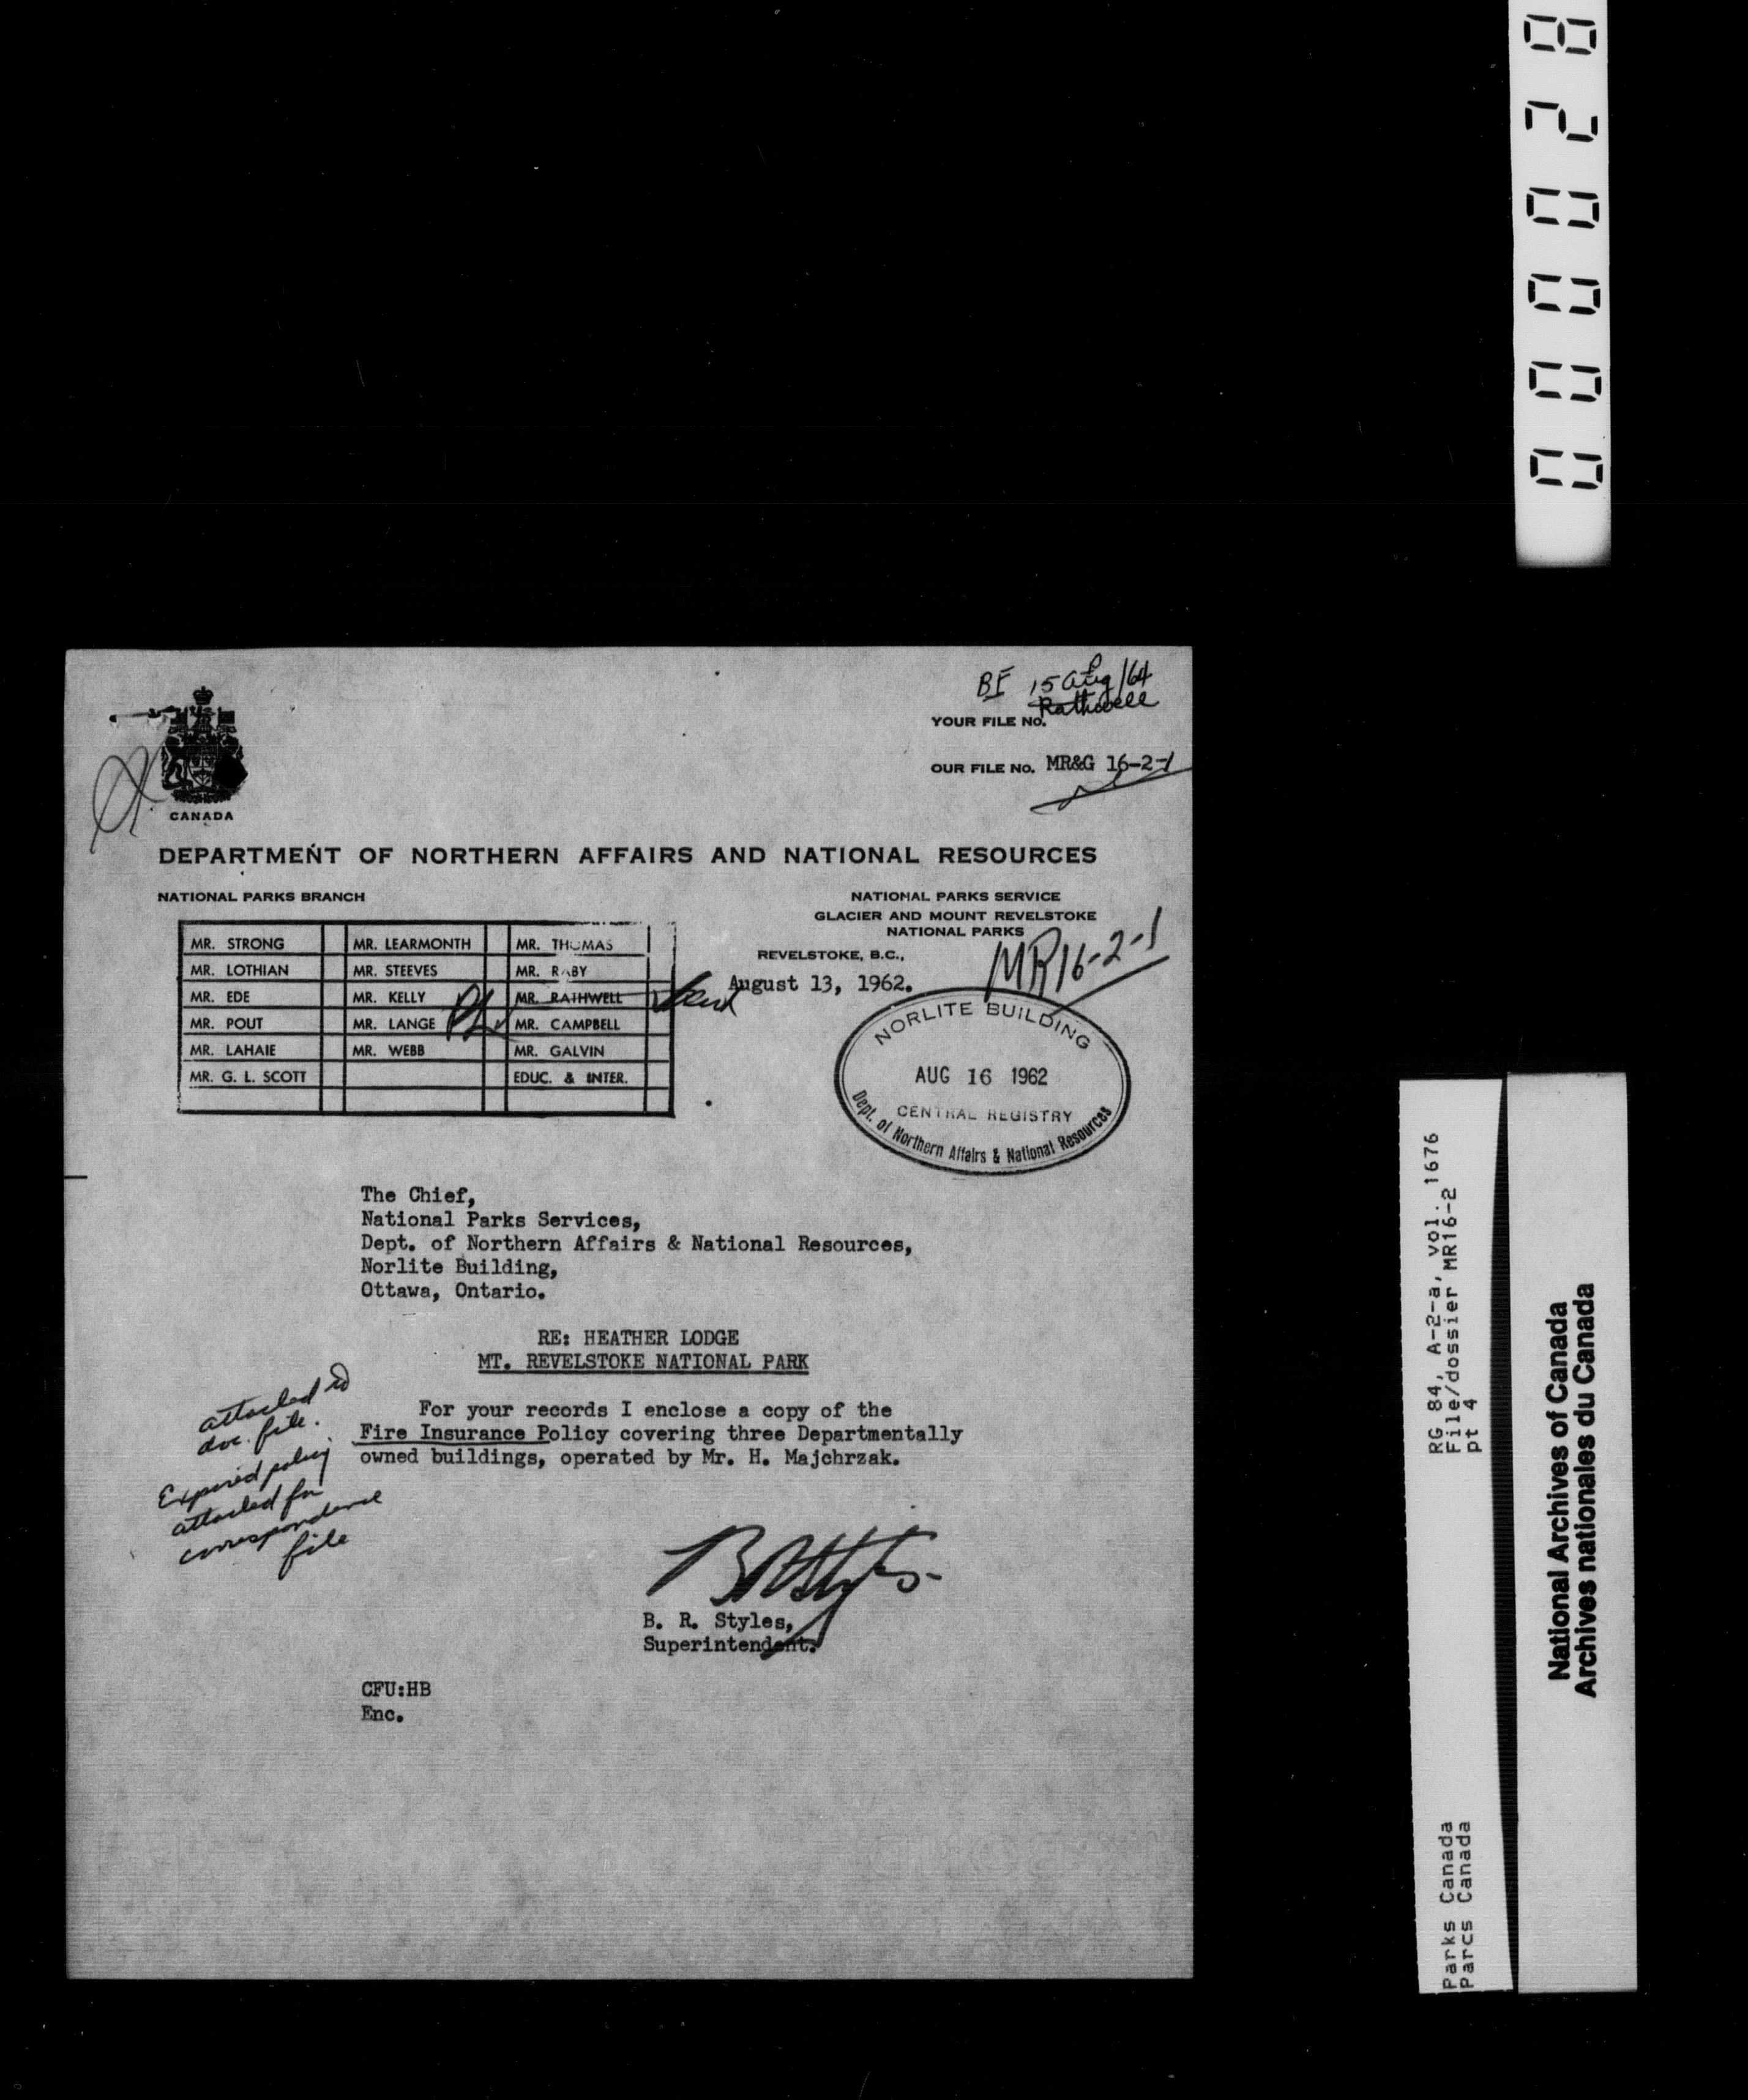 000028
BF 15 Aug/64
Rathwell
YOUR FILE NO.
OUR FILE NO. MR&G 16-2-1
CANADA
DEPARTMENT OF NORTHERN AFFAIRS AND NATIONAL RESOURCES
NATIONAL PARKS BRANCH
NATIONAL PARKS SERVICE
GLACIER AND MOUNT REVELSTOKE
NATIONAL PARKS
REVELSTOKE, B.C.,
August 13, 1962.
MR16-2-1
MR. STRONG MR. LEARMONTH MR. THOMAS
MR. LOTHIAN MR. STEEVES MR. RABY
MR. EDE MR. KELLY MR. RATHWELL
MR. POUT MR. LANGE MR. CAMPBELL
MR. LAHAIE MR. WEBB MR. GALVIN
MR. G. L. SCOTT EDUC. & INTER.
NORLITE BUILDING
AUG 16 1962
CENTRAL REGISTRY
Dept. of Northern Affairs & National Resources
The Chief,
National Parks Services,
Dept. of Northern Affairs & National Resources,
Norlite Building,
Ottawa, Ontario.
RE: HEATHER LODGE
MT. REVELSTOKE NATIONAL PARK
For your records I enclose a copy of the
Fire Insurance Policy covering three Departmentally
owned buildings, operated by Mr. H. Majchrzak.
attached to
doc. file.
Expired policy
attached for
correspondence
file
B. R. Styles,
Superintendent.
CFU:HB
Enc.
RG 84, A-2-a, vol. 1676
File/dossier MR16-2
pt 4
Parks Canada
Parcs Canada
National Archives of Canada
Archives nationales du Canada